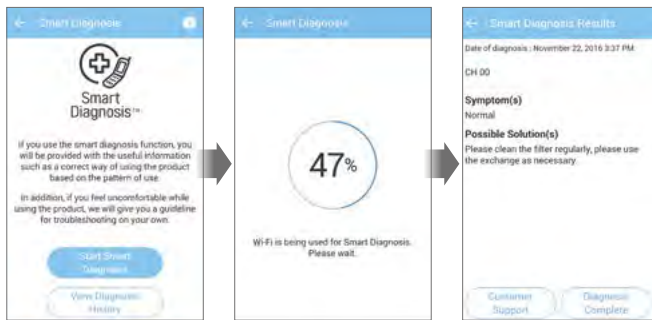 Smart Diagnosis
Smart
Diagnosis™
If you use the smart diagnosis function, you
will be provided with the useful information
such as a correct way of using the product
based on the pattern of use.
In addition, if you feel uncomfortable while
using the product, we will give you a guideline
for troubleshooting on your own.
Start Smart
Diagnosis
View Diagnosis
History
Smart Diagnosis
47%
Wi-Fi is being used for Smart Diagnosis.
Please wait.
Smart Diagnosis Results
Date of diagnosis : November 22, 2016 3:37 PM
CH 00
Symptom(s)
Normal
Possible Solution(s)
Please clean the filter regularly, please use
the exchange as necessary.
Customer
Support
Diagnosis
Complete